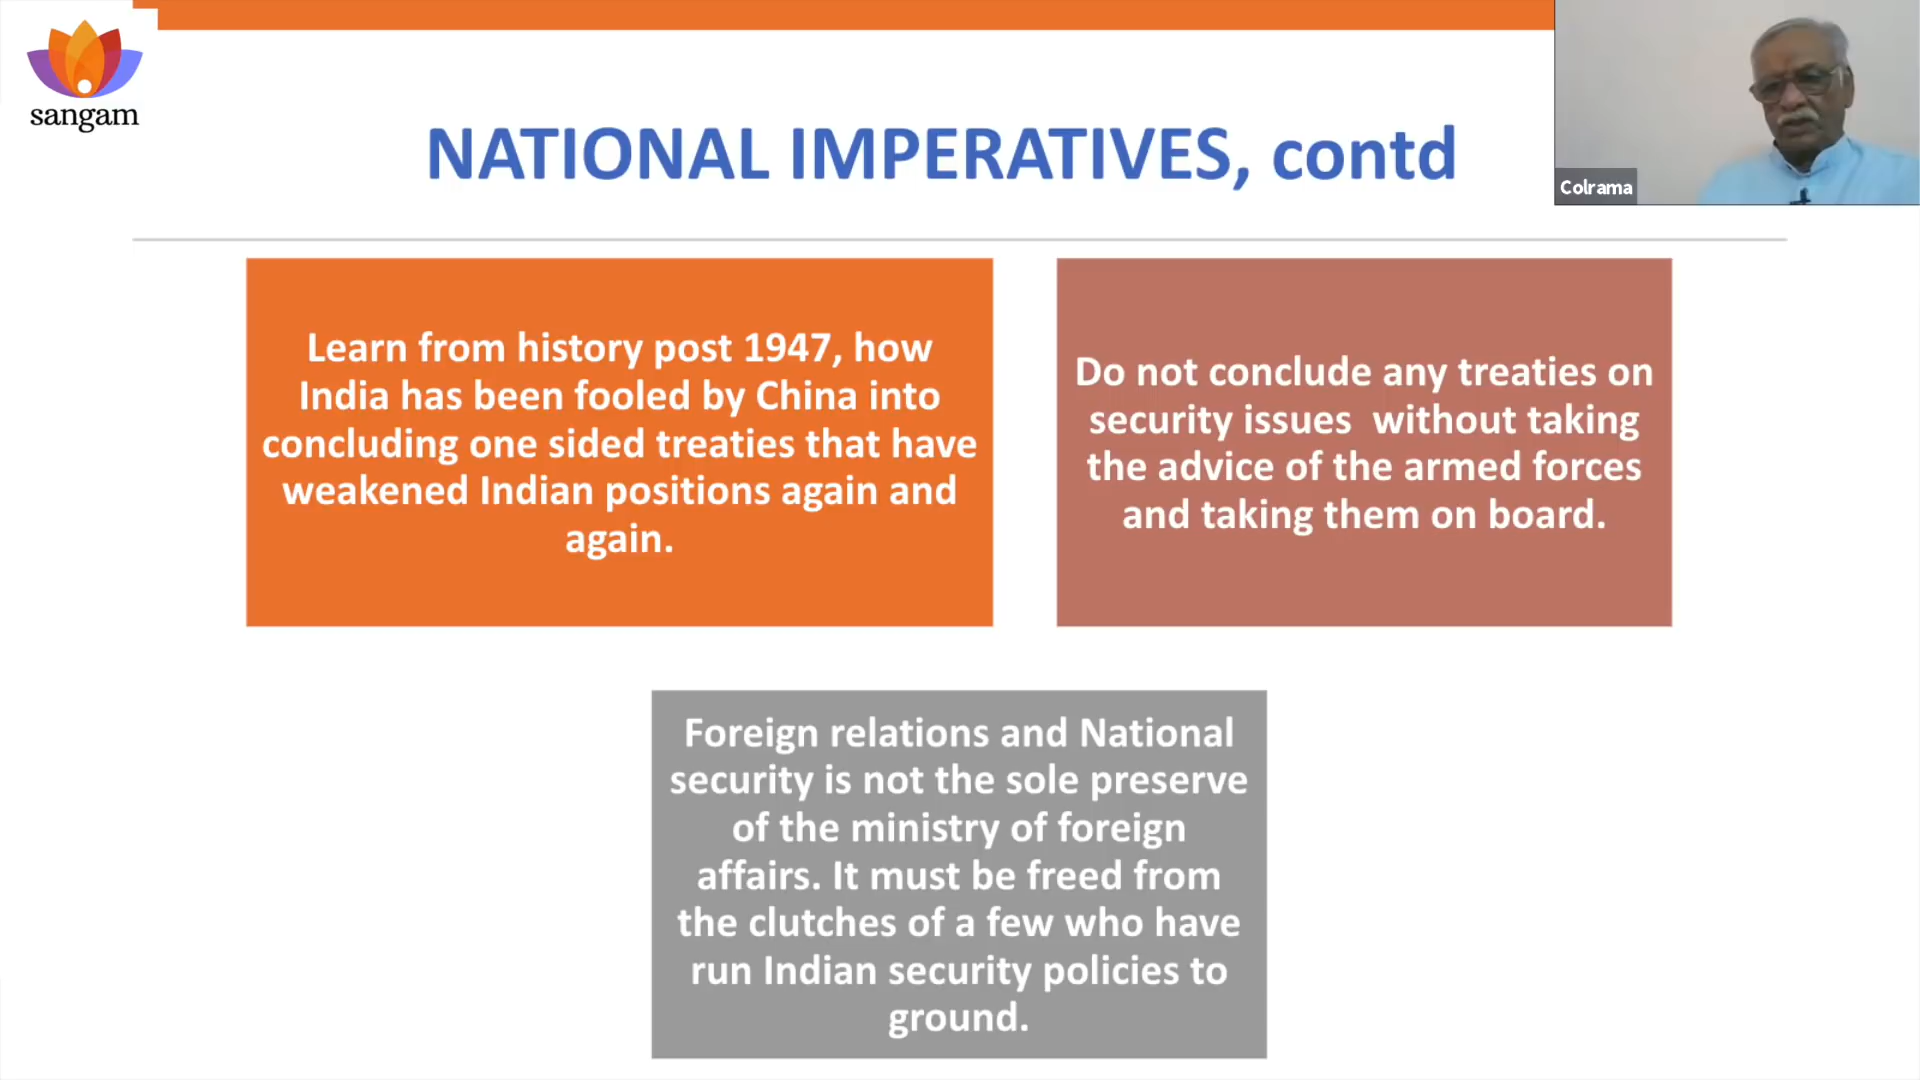 sangam
NATIONAL IMPERATIVES, contd
Colrama
Learn from history post 1947, how
India has been fooled by China into
concluding one sided treaties that have
weakened Indian positions again and
again.
Do not conclude any treaties on
security issues  without taking
the advice of the armed forces
and taking them on board.
Foreign relations and National
security is not the sole preserve
of the ministry of foreign
affairs. It must be freed from
the clutches of a few who have
run Indian security policies to
ground.